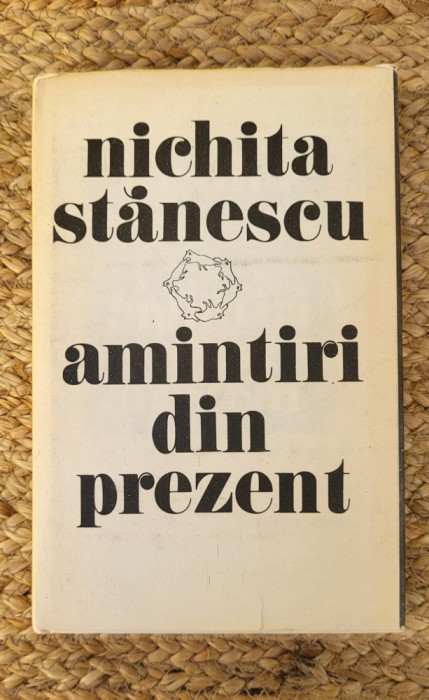 nichita
stănescu
amintiri
din
prezent